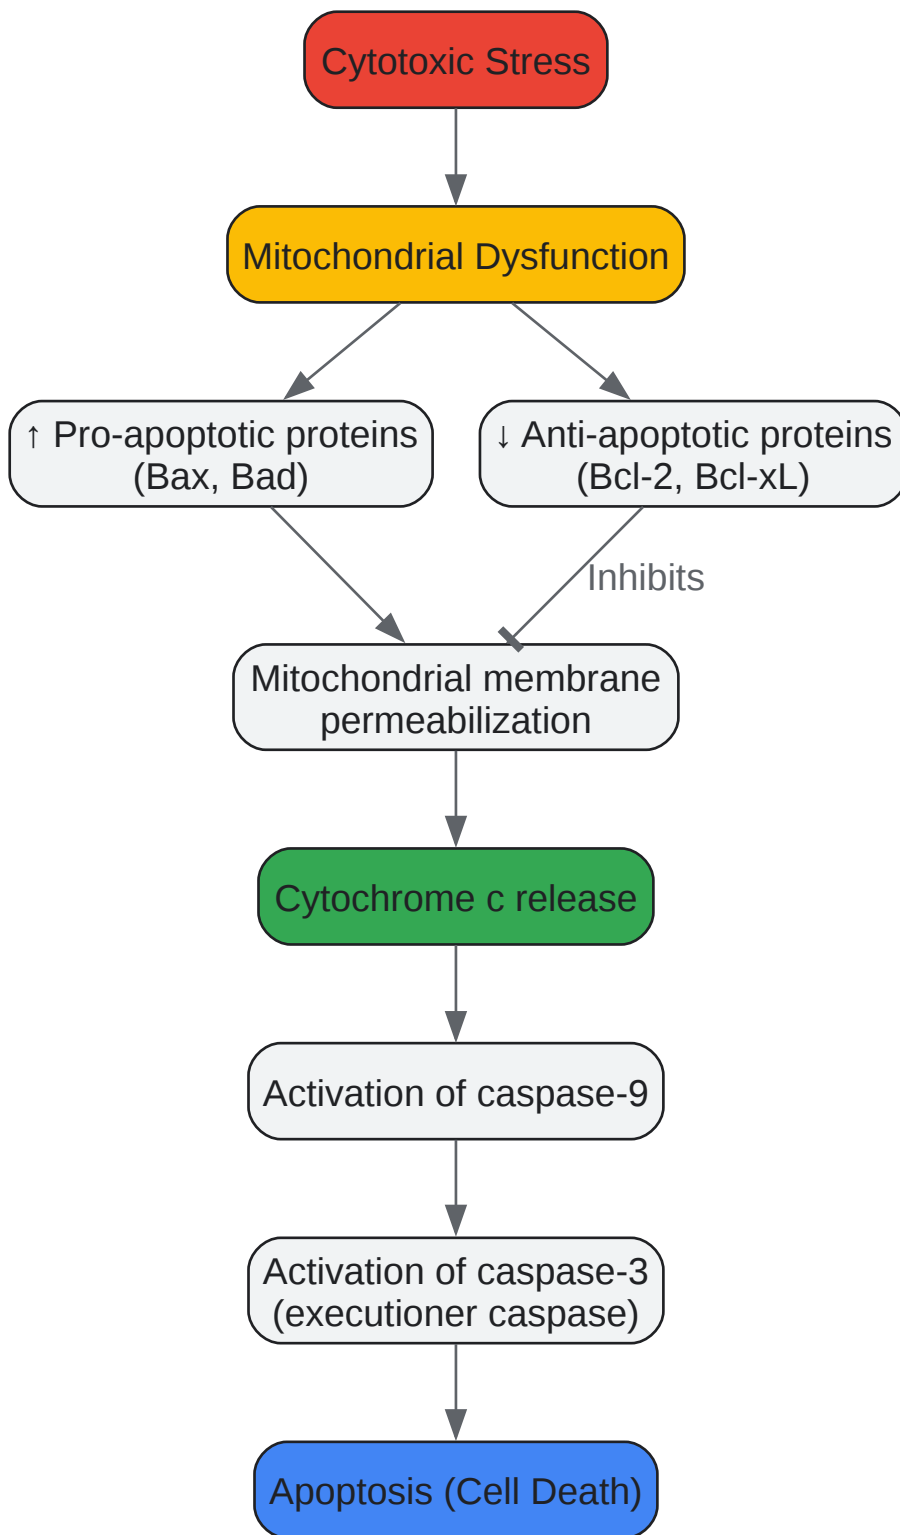 Cytotoxic Stress
Mitochondrial Dysfunction
↑ Pro-apoptotic proteins
(Bax, Bad)
↓ Anti-apoptotic proteins
(Bcl-2, Bcl-xL)
Inhibits
Mitochondrial membrane
permeabilization
Cytochrome c release
Activation of caspase-9
Activation of caspase-3
(executioner caspase)
Apoptosis (Cell Death)